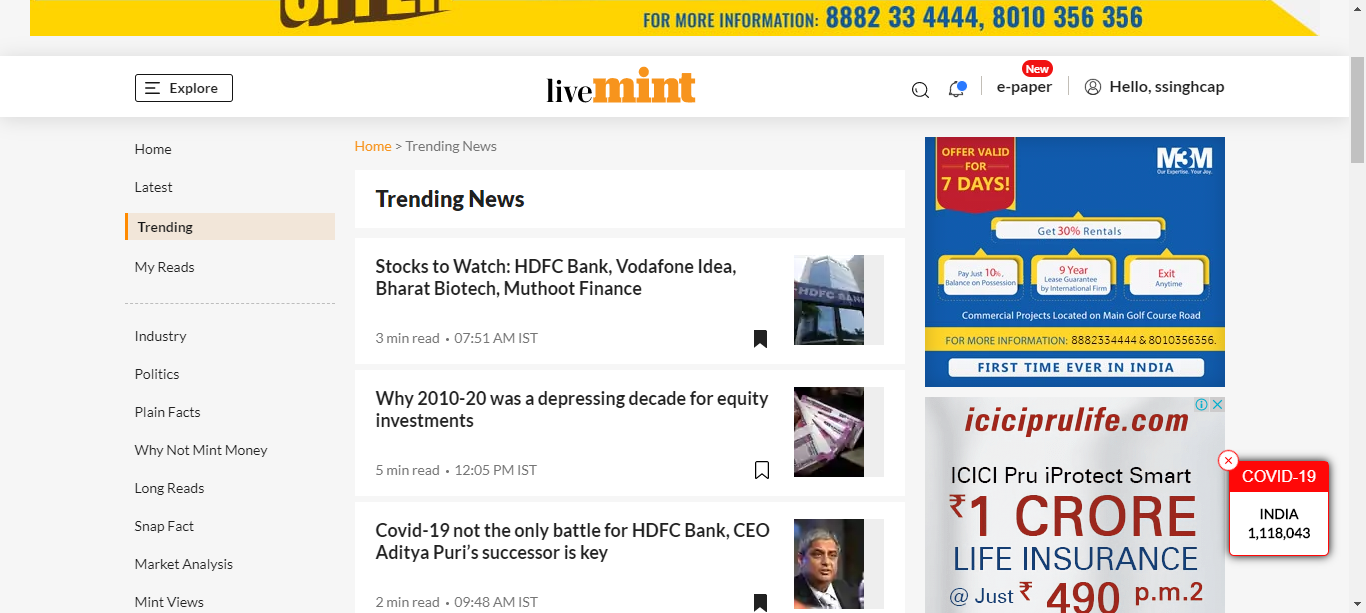 FOR MORE INFORMATION: 8882 33 4444, 8010 356 356
Explore
livemint
New
e-paper
Hello, ssinghcap
Home
Latest
Trending
My Reads
Industry
Politics
Plain Facts
Why Not Mint Money
Long Reads
Snap Fact
Market Analysis
Mint Views
Home > Trending News
Trending News
Stocks to Watch: HDFC Bank, Vodafone Idea,
Bharat Biotech, Muthoot Finance
3 min read • 07:51 AM IST
HDFC BANK
Why 2010-20 was a depressing decade for equity
investments
5 min read • 12:05 PM IST
Covid-19 not the only battle for HDFC Bank, CEO
Aditya Puri’s successor is key
2 min read • 09:48 AM IST
OFFER VALID
FOR
7 DAYS!
M3M
Our Expertise. Your Joy.
Get 30% Rentals
Pay Just 10%,
Balance on Possession
9 Year
Lease Guarantee
by International Firm
Exit
Anytime
Commercial Projects Located on Main Golf Course Road
FOR MORE INFORMATION: 8882334444 & 8010356356.
FIRST TIME EVER IN INDIA
iciciprulife.com
ICICI Pru iProtect Smart
₹1 CRORE
LIFE INSURANCE
@ Just ₹ 490 p.m.2
COVID-19
INDIA
1,118,043